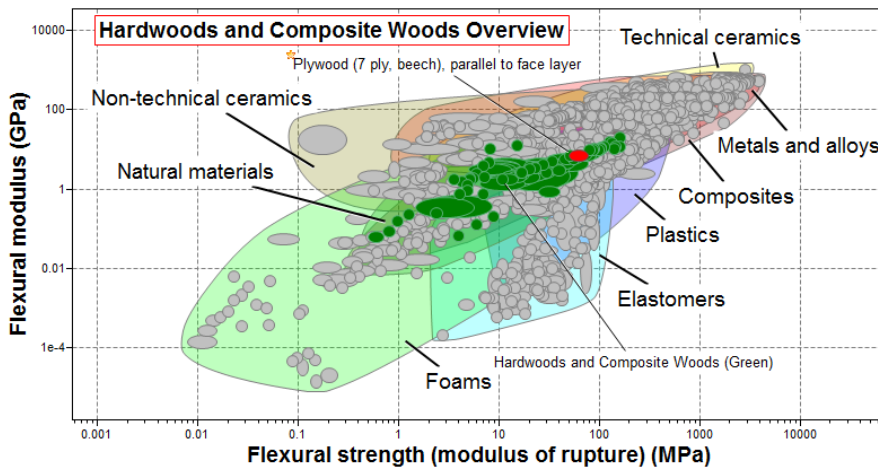 Hardwoods and Composite Woods Overview
Plywood (7 ply, beech), parallel to face layer
Technical ceramics
Non-technical ceramics
Natural materials
Metals and alloys
Composites
Plastics
Elastomers
Hardwoods and Composite Woods (Green)
Foams
Flexural modulus (GPa)
10000
100
1
0.01
1e-4
0.001
0.01
0.1
1
10
100
1000
10000
Flexural strength (modulus of rupture) (MPa)